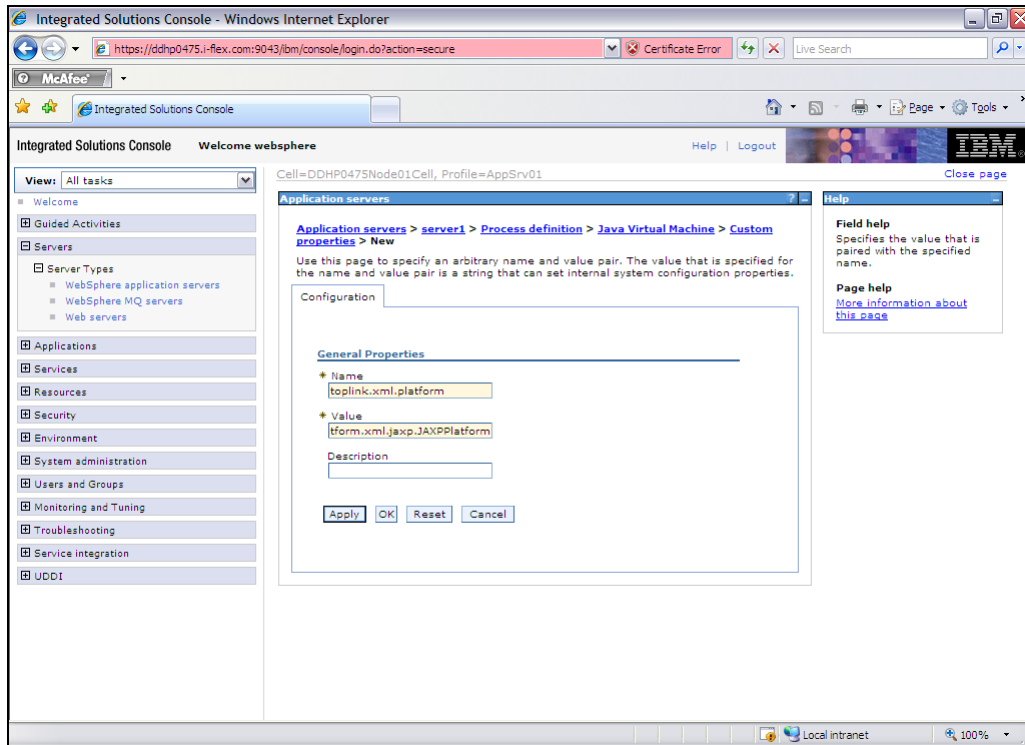 Integrated Solutions Console - Windows Internet Explorer
https://ddhp0475.i-flex.com:9043/ibm/console/login.do?action=secure
Certificate Error
Live Search
McAfee
Integrated Solutions Console
Page
Tools
Integrated Solutions Console Welcome websphere
Help | Logout
IBM
View: All tasks
Cell=DDHP0475Node01Cell, Profile=AppSrv01
Close page
Welcome
Guided Activities
Servers
Server Types
WebSphere application servers
WebSphere MQ servers
Web servers
Applications
Services
Resources
Security
Environment
System administration
Users and Groups
Monitoring and Tuning
Troubleshooting
Service integration
UDDI
Application servers
Application servers > server1 > Process definition > Java Virtual Machine > Custom
properties > New
Use this page to specify an arbitrary name and value pair. The value that is specified for
the name and value pair is a string that can set internal system configuration properties.
Configuration
General Properties
Name
toplink.xml.platform
Value
tform.xml.jaxp.JAXPPlatform
Description
Apply OK Reset Cancel
Help
Field help
Specifies the value that is
paired with the specified
name.
Page help
More information about
this page
Local intranet
100%